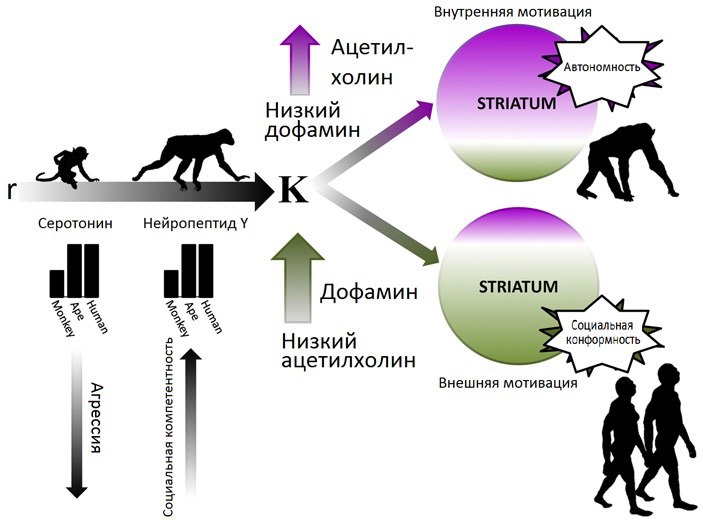 Внутренняя мотивация
Ацетил-
холин
Автономность
STRIATUM
Низкий
дофамин
r
K
Серотонин
Нейропептид Y
Monkey
Ape
Human
Monkey
Ape
Human
Дофамин
STRIATUM
Социальная
конформность
Низкий
ацетилхолин
Внешняя мотивация
Агрессия
Социальная компетентность